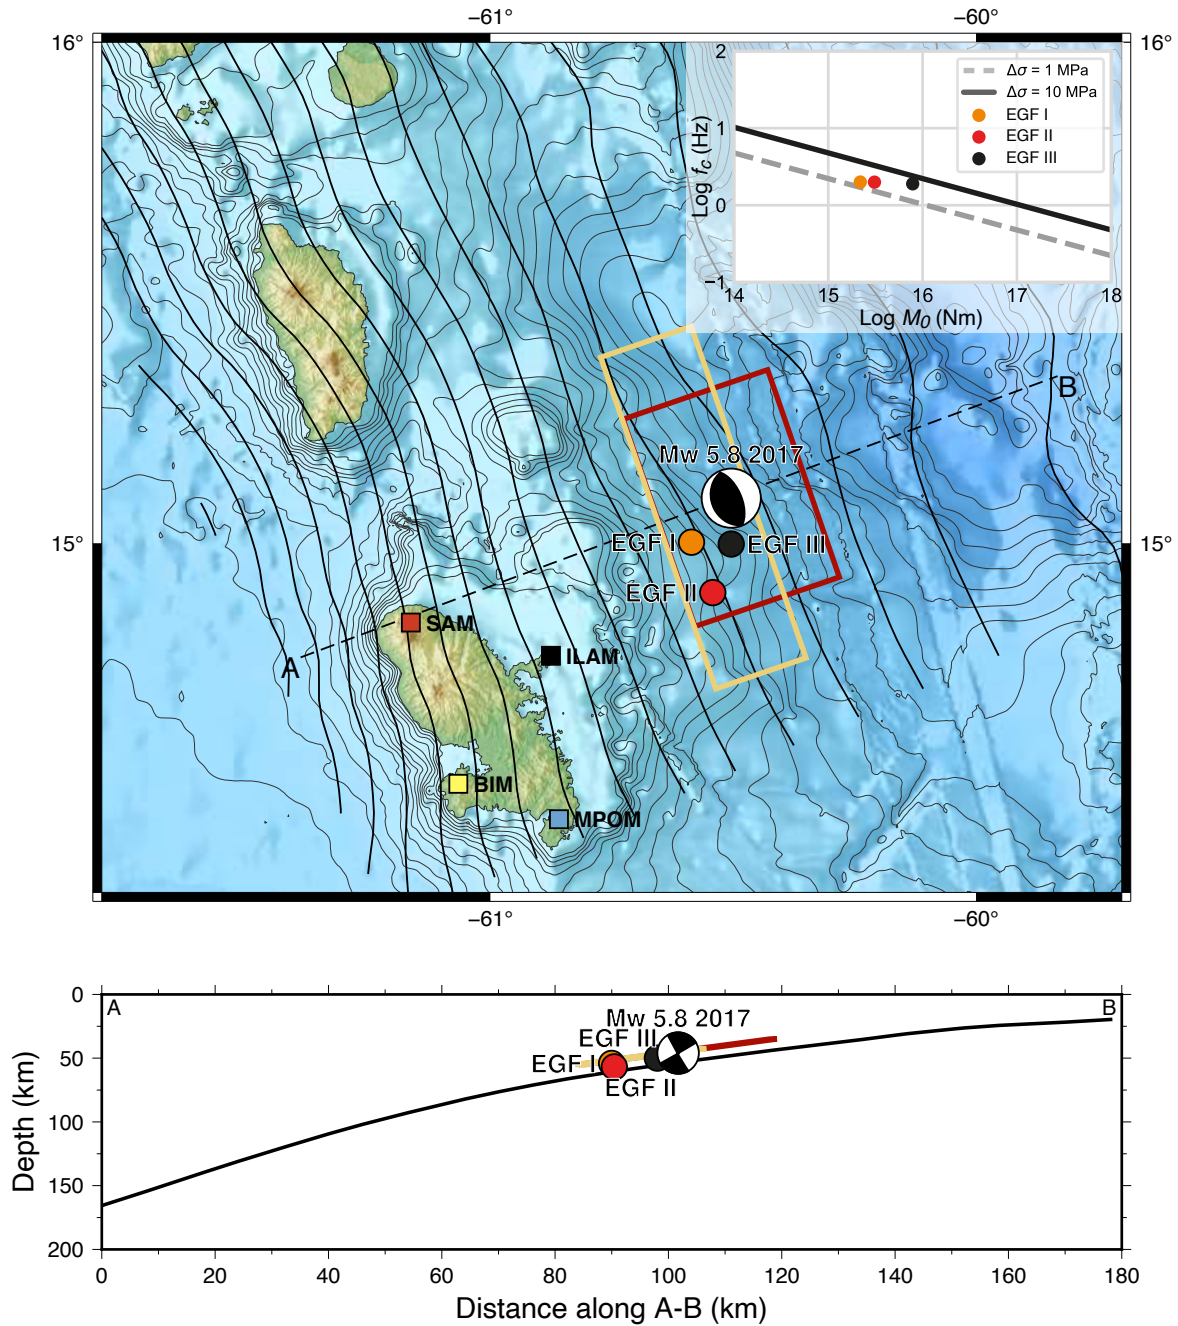 −61°
−60°
16°
16°
2
1
0
−1
Log fc (Hz)
Δσ = 1 MPa
Δσ = 10 MPa
EGF I
EGF II
EGF III
14
15
16
17
18
Log M0 (Nm)
B
Mw 5.8 2017
EGF I
EGF III
15°
15°
EGF II
SAM
ILAM
A
BIM
MPOM
−61°
−60°
A
B
Mw 5.8 2017
EGF III
EGF I
EGF II
Depth (km)
0
50
100
150
200
0
20
40
60
80
100
120
140
160
180
Distance along A-B (km)